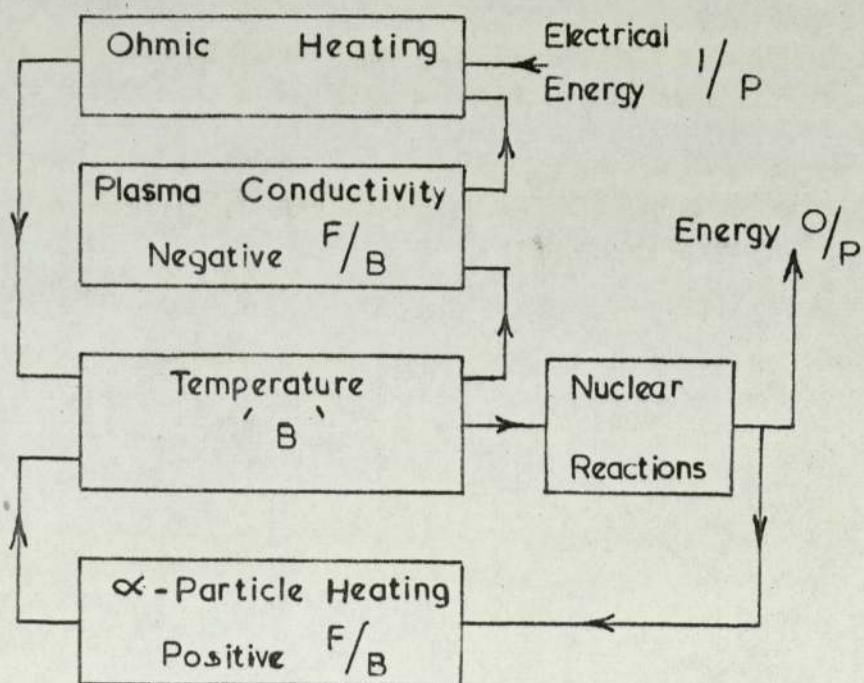 Ohmic Heating
Electrical I/P
Energy
Plasma Conductivity
Negative F/B
Energy O/P
Temperature
'B'
Nuclear
Reactions
α-Particle Heating
Positive F/B